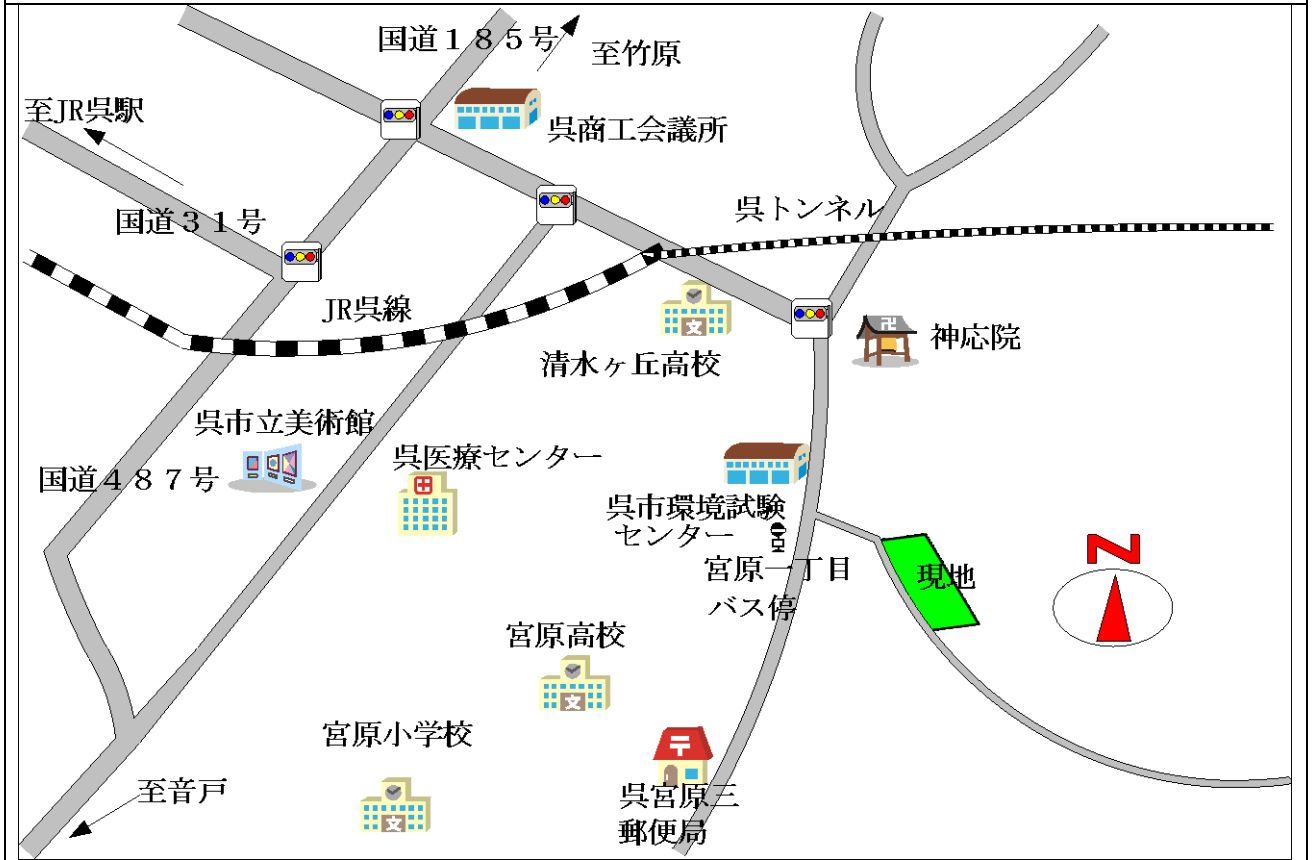 国道１８５号
至竹原
至JR呉駅
呉商工会議所
国道３１号
呉トンネル
JR呉線
清水ヶ丘高校
卍
神応院
呉市立美術館
国道４８７号
呉医療センター
呉市環境試験
センター
宮原一丁目
バス停
現地
N
宮原高校
文
宮原小学校
文
〒
呉宮原三
郵便局
至音戸
文